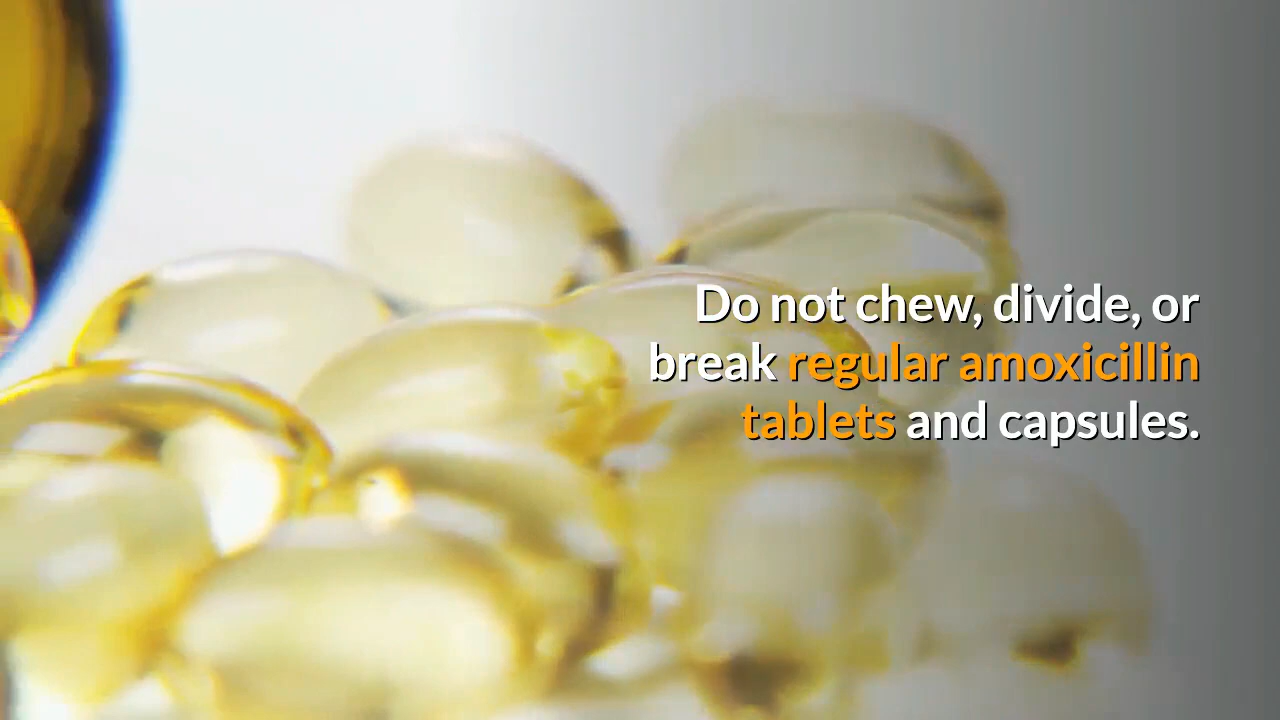 Do not chew, divide, or
break regular amoxicillin
tablets and capsules.